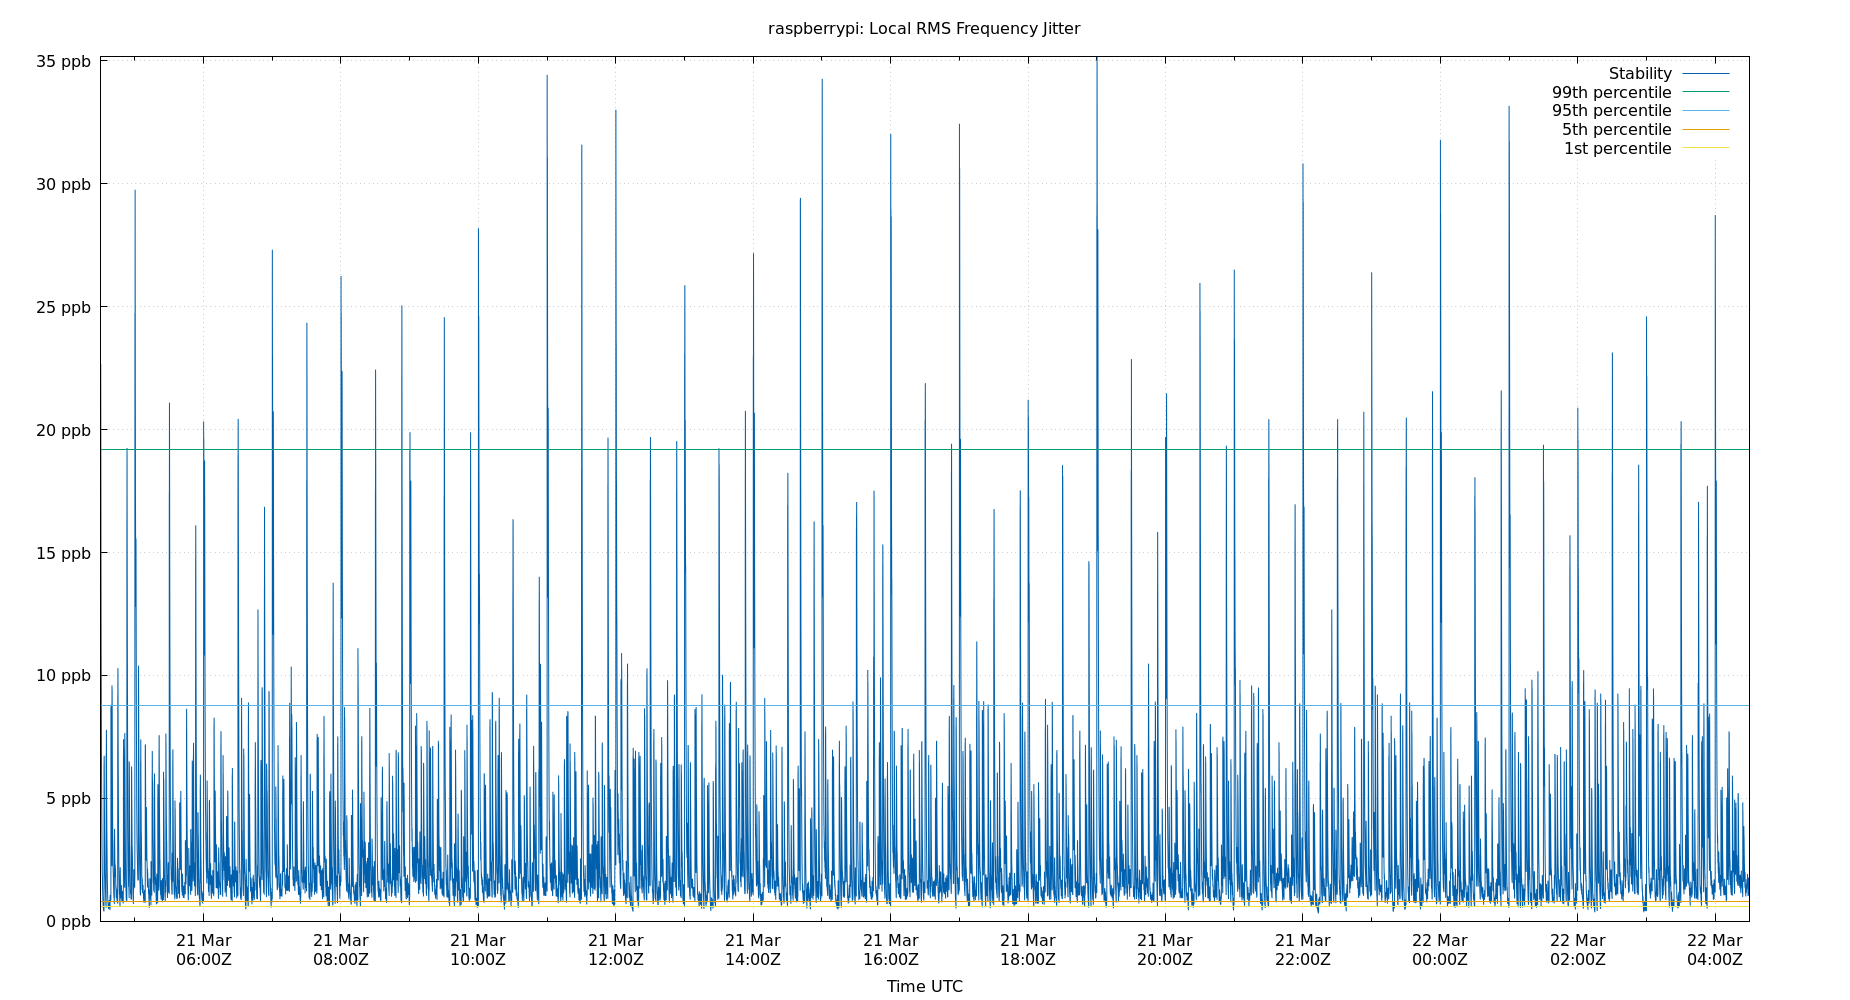 raspberrypi: Local RMS Frequency Jitter
35 ppb
30 ppb
25 ppb
20 ppb
15 ppb
10 ppb
5 ppb
0 ppb
Stability
99th percentile
95th percentile
5th percentile
1st percentile
21 Mar 21 Mar 21 Mar 21 Mar 21 Mar 21 Mar 21 Mar 21 Mar 21 Mar 22 Mar 22 Mar 22 Mar
06:00Z 08:00Z 10:00Z 12:00Z 14:00Z 16:00Z 18:00Z 20:00Z 22:00Z 00:00Z 02:00Z 04:00Z
Time UTC